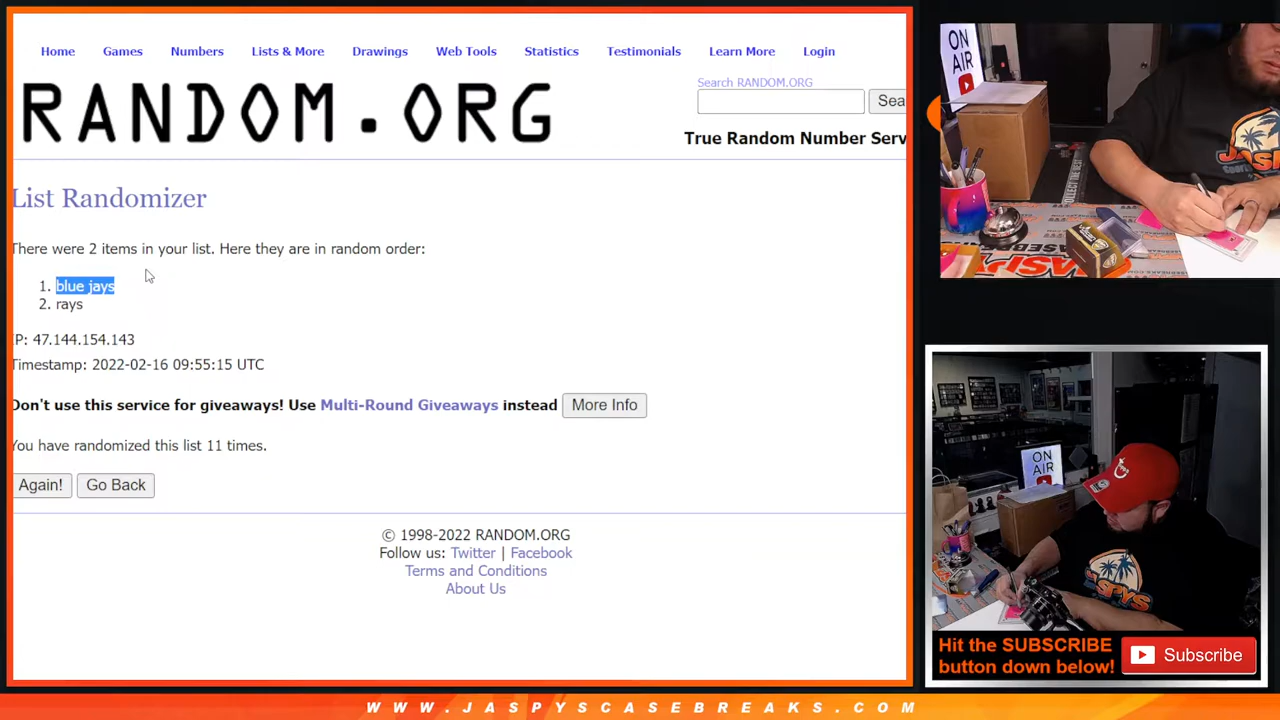 Home Games Numbers Lists & More Drawings Web Tools Statistics Testimonials Learn More Login
Search RANDOM.ORG
RANDOM.ORG
Sea
True Random Number Serv
List Randomizer
There were 2 items in your list. Here they are in random order:
1. blue jays
2. rays
IP: 47.144.154.143
Timestamp: 2022-02-16 09:55:15 UTC
Don't use this service for giveaways! Use Multi-Round Giveaways instead More Info
You have randomized this list 11 times.
Again! Go Back
© 1998-2022 RANDOM.ORG
Follow us: Twitter | Facebook
Terms and Conditions
About Us
ON
AIR
JASPY
ON
AIR
JASPYS
Hit the SUBSCRIBE
button down below!
Subscribe
WWW.JASPYSCASEBREAKS.COM